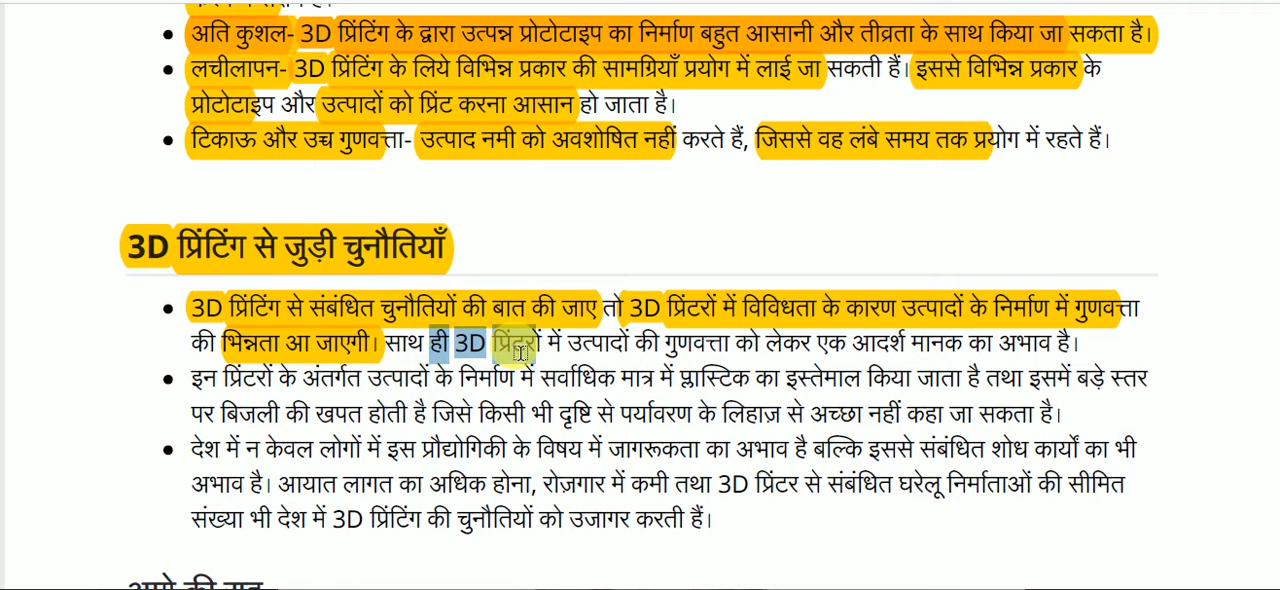 अति कुशल- 3D प्रिंटिंग के द्वारा उत्पन्न प्रोटोटाइप का निर्माण बहुत आसानी और तीव्रता के साथ किया जा सकता है।
लचीलापन- 3D प्रिंटिंग के लिये विभिन्न प्रकार की सामग्रियाँ प्रयोग में लाई जा सकती हैं। इससे विभिन्न प्रकार के
प्रोटोटाइप और उत्पादों को प्रिंट करना आसान हो जाता है।
टिकाऊ और उच्च गुणवत्ता- उत्पाद नमी को अवशोषित नहीं करते हैं, जिससे वह लंबे समय तक प्रयोग में रहते हैं।
3D प्रिंटिंग से जुड़ी चुनौतियाँ
3D प्रिंटिंग से संबंधित चुनौतियों की बात की जाए तो 3D प्रिंटरों में विविधता के कारण उत्पादों के निर्माण में गुणवत्ता
की भिन्नता आ जाएगी। साथ ही 3D प्रिंटरों में उत्पादों की गुणवत्ता को लेकर एक आदर्श मानक का अभाव है।
इन प्रिंटरों के अंतर्गत उत्पादों के निर्माण में सर्वाधिक मात्र में प्लास्टिक का इस्तेमाल किया जाता है तथा इसमें बड़े स्तर
पर बिजली की खपत होती है जिसे किसी भी दृष्टि से पर्यावरण के लिहाज़ से अच्छा नहीं कहा जा सकता है।
देश में न केवल लोगों में इस प्रौद्योगिकी के विषय में जागरूकता का अभाव है बल्कि इससे संबंधित शोध कार्यों का भी
अभाव है। आयात लागत का अधिक होना, रोज़गार में कमी तथा 3D प्रिंटर से संबंधित घरेलू निर्माताओं की सीमित
संख्या भी देश में 3D प्रिंटिंग की चुनौतियों को उजागर करती हैं।